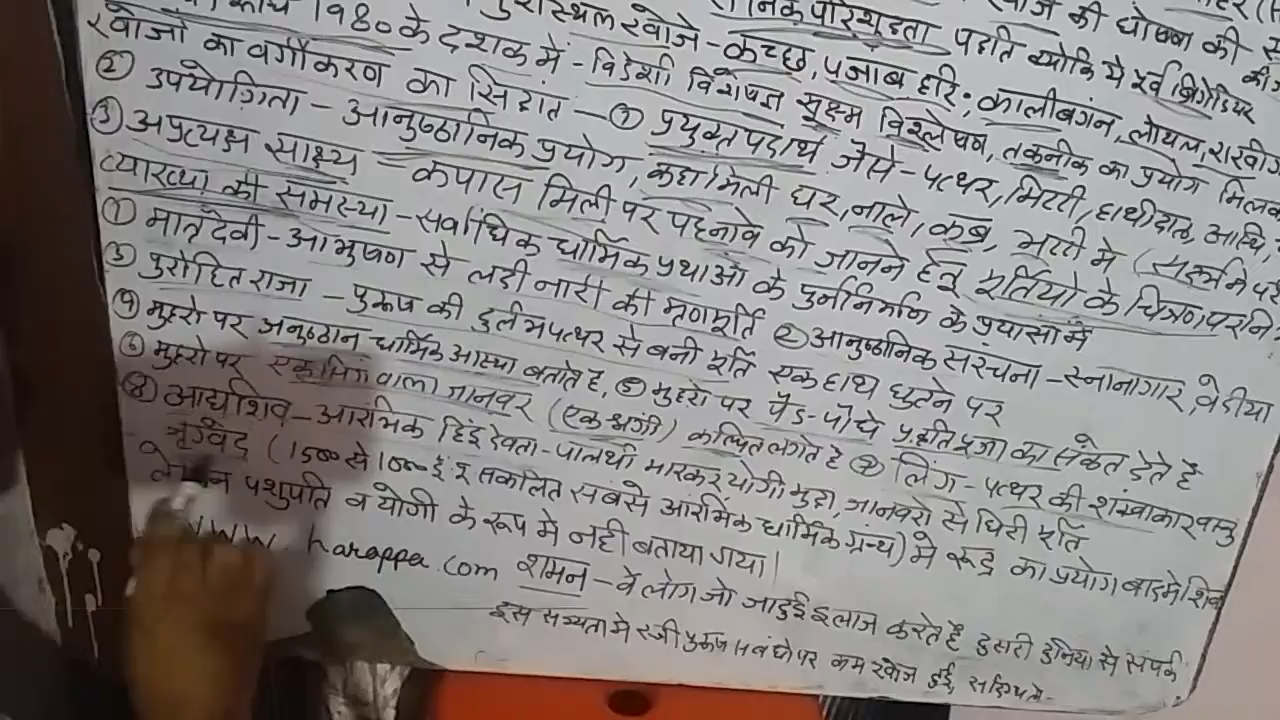 की घोषणा की
पद्दति क्योकि ये पूर्व ब्रिगेडियर
पुरास्थल खोजे - कच्छ, पंजाब हरि. कालीबंगन, लोथल, राखीग
1980 के दशक में - विदेशी विशेषज्ञ सूक्ष्म विश्लेषण, तकनीक का प्रयोग
खोजो का वर्गीकरण का सिद्दांत - ① प्रयुक्त पदार्थ जैसे - पत्थर, मिट्टी, हाथीदांत, अस्थि,
② उपयोगिता - आनुष्ठानिक प्रयोग, कहा मिली घर, नाले, कब्र, भट्टी मे
③ अप्रत्यक्ष साक्ष्य = कपास मिली पर पहनावे को जानने हेतु मूर्तियो के चित्रण पर
व्याख्या की समस्या - सर्वाधिक धार्मिक प्रथाओ के पुर्ननिर्माण के प्रयासो में
① मातृदेवी - आभुषण से लदी नारी की मृणमूर्ति ② आनुष्ठानिक संरचना - स्नानागार, वेदीया
③ पुरोहित राजा - पुरूष की दुर्लभ पत्थर से बनी मूर्ति एक हाथ घुटने पर
④ मुहरो पर अनुष्ठान धार्मिक आस्था बताते है, ⑤ मुहरो पर पेड - पौधे प्रकृति पूजा का संकेत देते है
⑥ मुहरो पर एक सिंग वाला जानवर (एकश्रृंगी) कल्पित लगते है ⑦ लिंग - पत्थर की शंक्वाकार वस्तु
⑧ आद्यशिव - आरंभिक हिंदु देवता - पालथी मारकर योगी मुद्रा, जानवरो से घिरी मूर्ति
ऋग्वेद (1500 से 1000 ई. पू संकलित सबसे आरंभिक धार्मिक ग्रंथ) मे रूद्र का प्रयोग बाद मे शिव
लेकिन पशुपति व योगी के रूप मे नही बताया गया।
www.harappa.com शमन - वे लोग जो जादुई इलाज करते है दुसरी दुनिया से संपर्क
इस सभ्यता मे स्त्री पुरूष संबंधो पर कम खोज हुई,